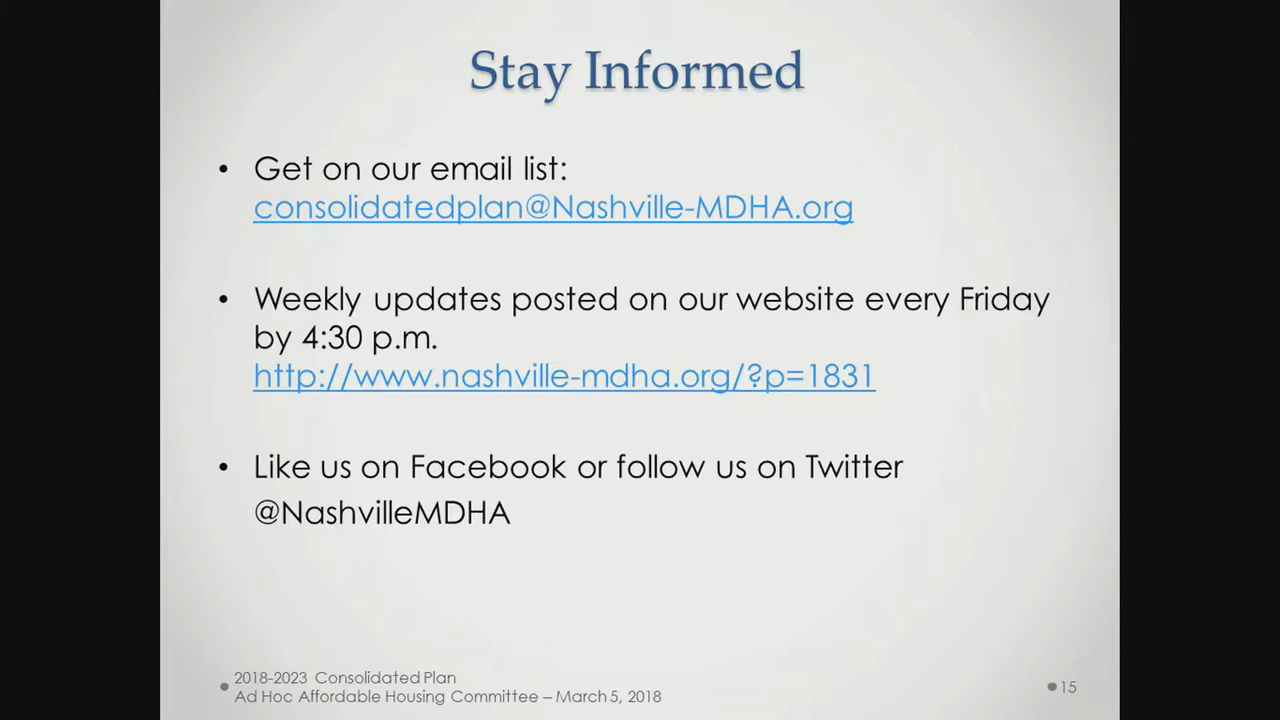 Stay Informed
• Get on our email list:
consolidatedplan@Nashville-MDHA.org
• Weekly updates posted on our website every Friday
by 4:30 p.m.
http://www.nashville-mdha.org/?p=1831
• Like us on Facebook or follow us on Twitter
@NashvilleMDHA
2018-2023 Consolidated Plan
Ad Hoc Affordable Housing Committee – March 5, 2018
15